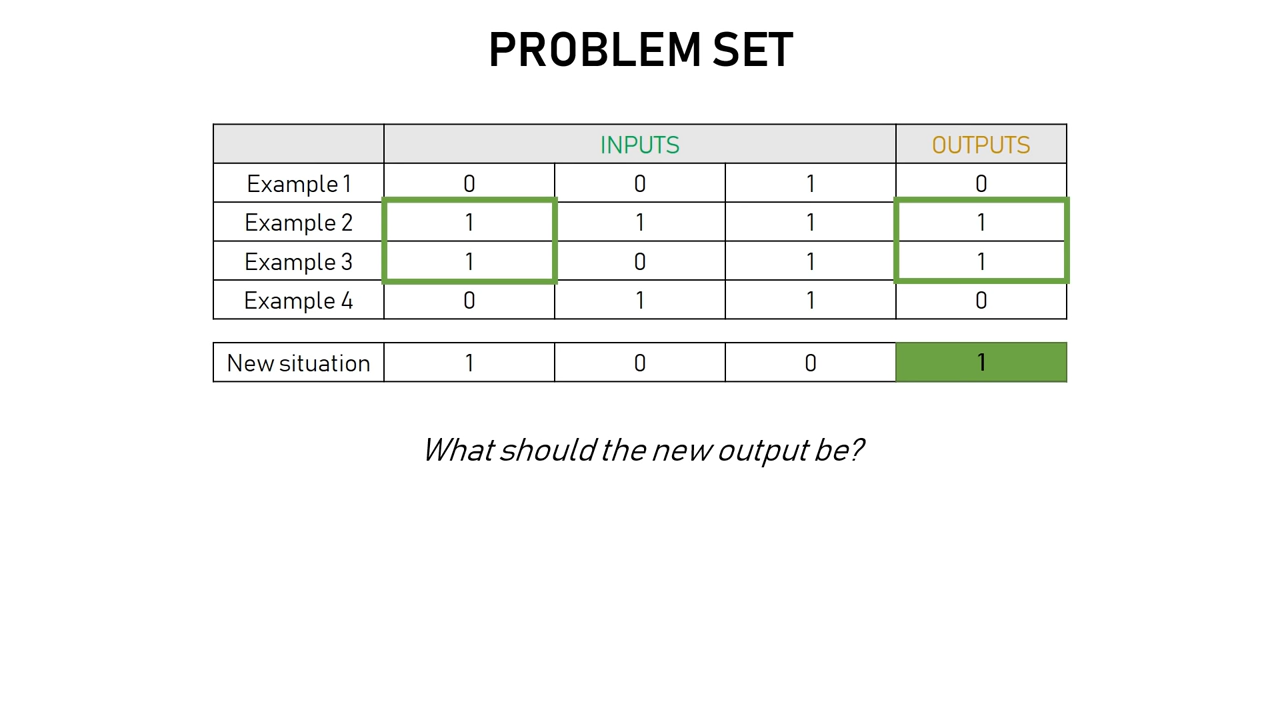 PROBLEM SET
INPUTS OUTPUTS
Example 1 0 0 1 0
Example 2 1 1 1 1
Example 3 1 0 1 1
Example 4 0 1 1 0
New situation 1 0 0 1
What should the new output be?